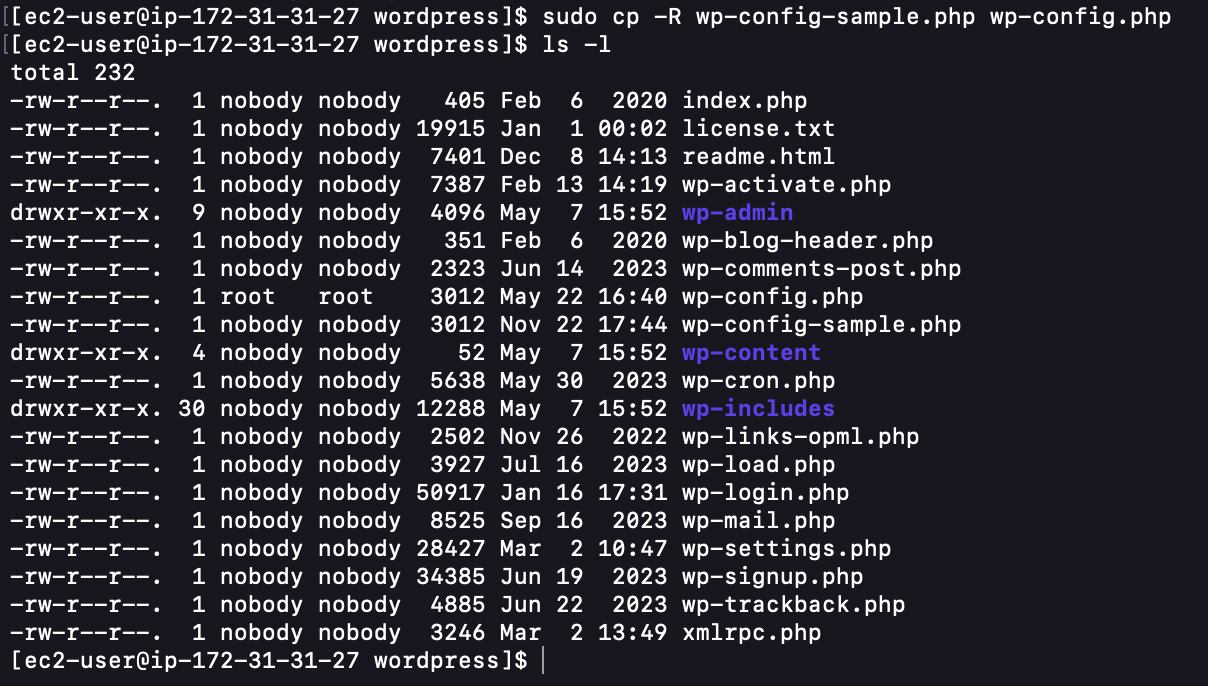 [[ec2-user@ip-172-31-31-27 wordpress]$ sudo cp -R wp-config-sample.php wp-config.php
[[ec2-user@ip-172-31-31-27 wordpress]$ ls -l
total 232
-rw-r--r--.  1 nobody nobody   405 Feb  6  2020 index.php
-rw-r--r--.  1 nobody nobody 19915 Jan  1 00:02 license.txt
-rw-r--r--.  1 nobody nobody  7401 Dec  8 14:13 readme.html
-rw-r--r--.  1 nobody nobody  7387 Feb 13 14:19 wp-activate.php
drwxr-xr-x.  9 nobody nobody  4096 May  7 15:52 wp-admin
-rw-r--r--.  1 nobody nobody   351 Feb  6  2020 wp-blog-header.php
-rw-r--r--.  1 nobody nobody  2323 Jun 14  2023 wp-comments-post.php
-rw-r--r--.  1 root   root    3012 May 22 16:40 wp-config.php
-rw-r--r--.  1 nobody nobody  3012 Nov 22 17:44 wp-config-sample.php
drwxr-xr-x.  4 nobody nobody    52 May  7 15:52 wp-content
-rw-r--r--.  1 nobody nobody  5638 May 30  2023 wp-cron.php
drwxr-xr-x. 30 nobody nobody 12288 May  7 15:52 wp-includes
-rw-r--r--.  1 nobody nobody  2502 Nov 26  2022 wp-links-opml.php
-rw-r--r--.  1 nobody nobody  3927 Jul 16  2023 wp-load.php
-rw-r--r--.  1 nobody nobody 50917 Jan 16 17:31 wp-login.php
-rw-r--r--.  1 nobody nobody  8525 Sep 16  2023 wp-mail.php
-rw-r--r--.  1 nobody nobody 28427 Mar  2 10:47 wp-settings.php
-rw-r--r--.  1 nobody nobody 34385 Jun 19  2023 wp-signup.php
-rw-r--r--.  1 nobody nobody  4885 Jun 22  2023 wp-trackback.php
-rw-r--r--.  1 nobody nobody  3246 Mar  2 13:49 xmlrpc.php
[ec2-user@ip-172-31-31-27 wordpress]$